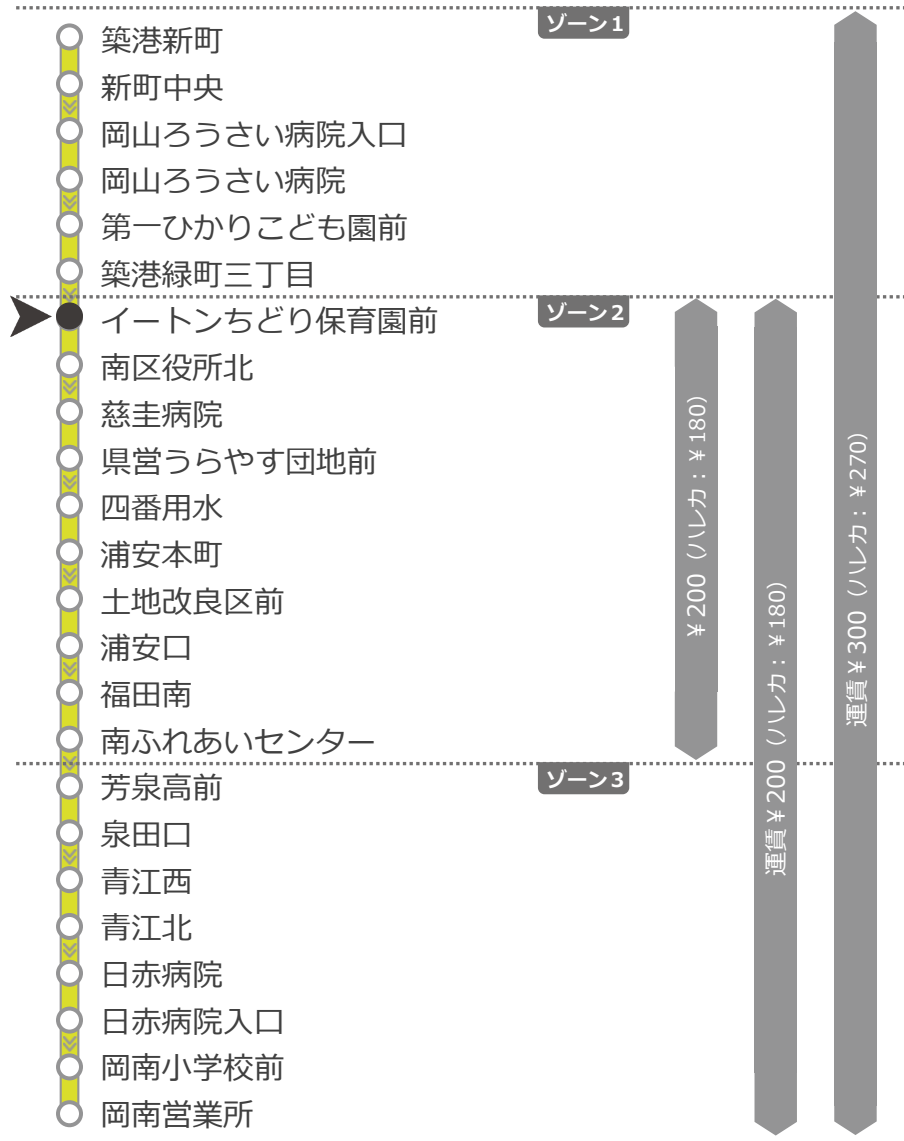 ゾーン1
築港新町
新町中央
岡山ろうさい病院入口
岡山ろうさい病院
第一ひかりこども園前
築港緑町三丁目
イートンちどり保育園前
ゾーン2
南区役所北
慈圭病院
県営うらやす団地前
四番用水
浦安本町
土地改良区前
浦安口
福田南
南ふれあいセンター
¥200（ハレカ：¥180）
運賃¥200（ハレカ：¥180）
運賃¥300（ハレカ：¥270）
ゾーン3
芳泉高前
泉田口
青江西
青江北
日赤病院
日赤病院入口
岡南小学校前
岡南営業所